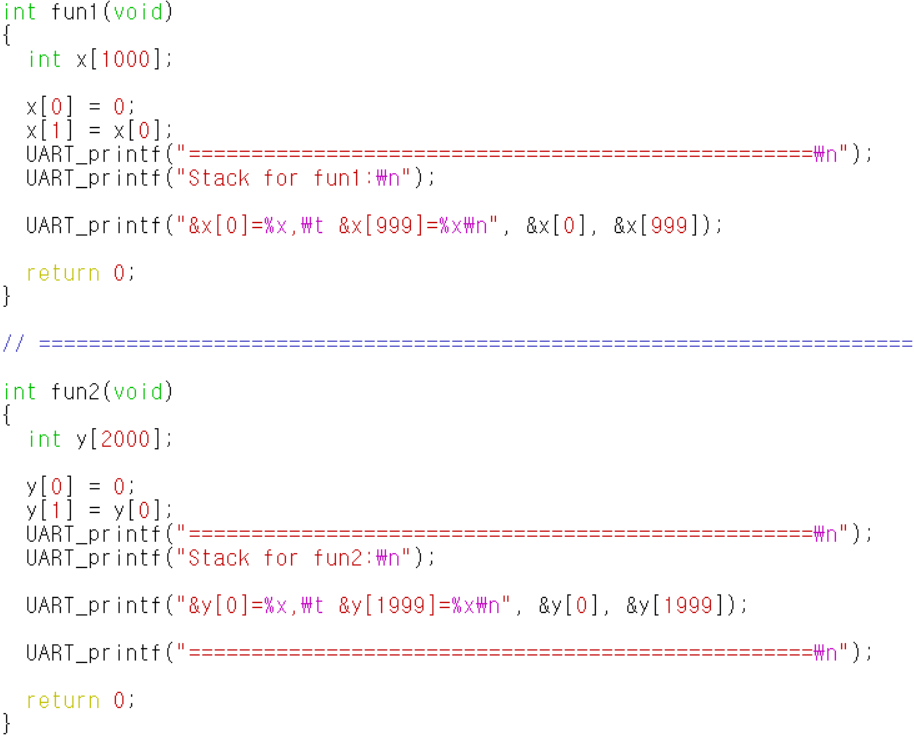 int fun1(void)
{
int x[1000];
x[0] = 0;
x[1] = x[0];
UART_printf("==================================================₩n");
UART_printf("Stack for fun1:₩n");
UART_printf("&x[0]=%x,₩t &x[999]=%x₩n", &x[0], &x[999]);
return 0;
}
// ======================================================================
int fun2(void)
{
int y[2000];
y[0] = 0;
y[1] = y[0];
UART_printf("==================================================₩n");
UART_printf("Stack for fun2:₩n");
UART_printf("&y[0]=%x,₩t &y[1999]=%x₩n", &y[0], &y[1999]);
UART_printf("==================================================₩n");
return 0;
}